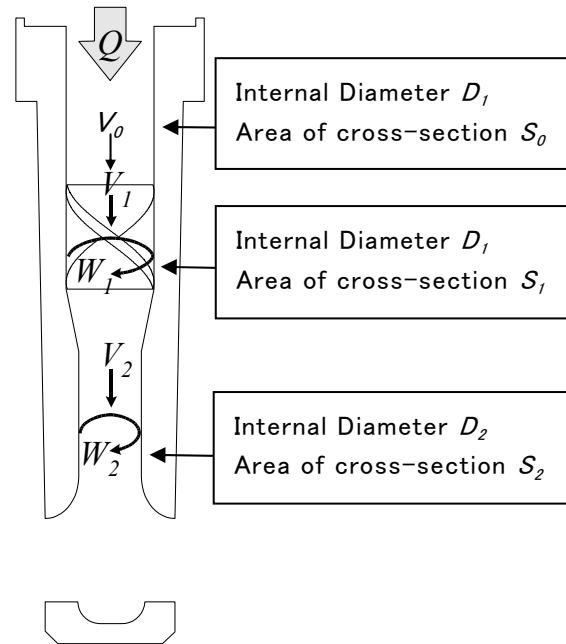 Q
Internal Diameter D₁
Area of cross-section S₀
V₀
V₁
Internal Diameter D₁
Area of cross-section S₁
W₁
V₂
Internal Diameter D₂
Area of cross-section S₂
W₂